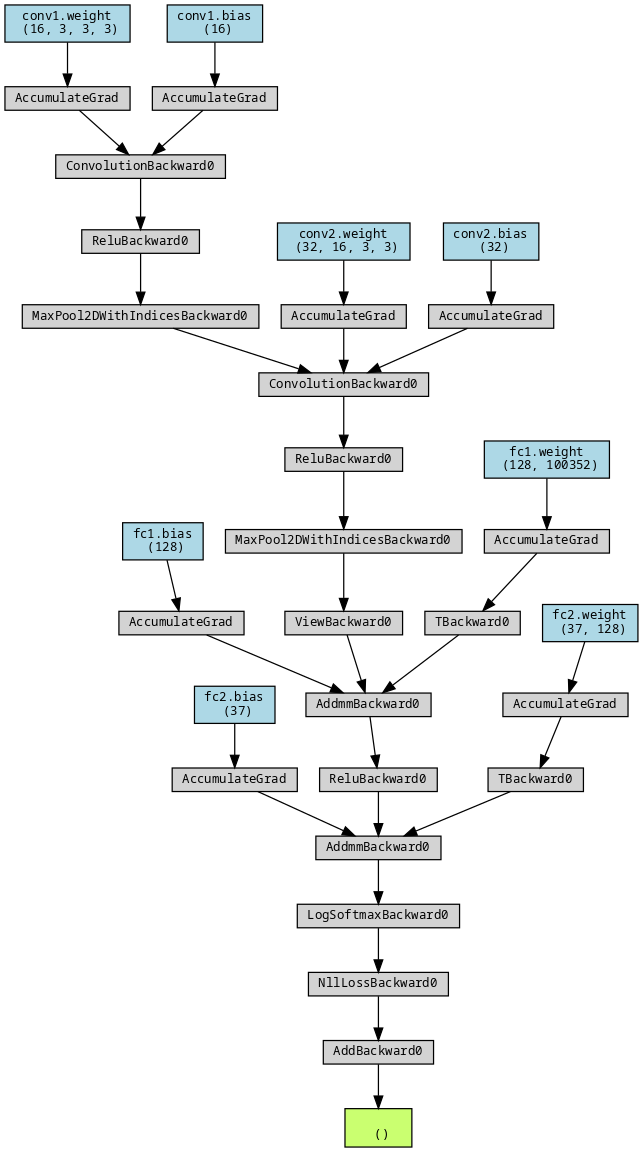 conv1.weight
(16, 3, 3, 3)
conv1.bias
(16)
AccumulateGrad
AccumulateGrad
ConvolutionBackward0
ReluBackward0
conv2.weight
(32, 16, 3, 3)
conv2.bias
(32)
MaxPool2DWithIndicesBackward0
AccumulateGrad
AccumulateGrad
ConvolutionBackward0
ReluBackward0
fc1.weight
(128, 100352)
fc1.bias
(128)
MaxPool2DWithIndicesBackward0
AccumulateGrad
AccumulateGrad
ViewBackward0
TBackward0
fc2.weight
(37, 128)
fc2.bias
(37)
AddmmBackward0
AccumulateGrad
AccumulateGrad
ReluBackward0
TBackward0
AddmmBackward0
LogSoftmaxBackward0
NllLossBackward0
AddBackward0
()